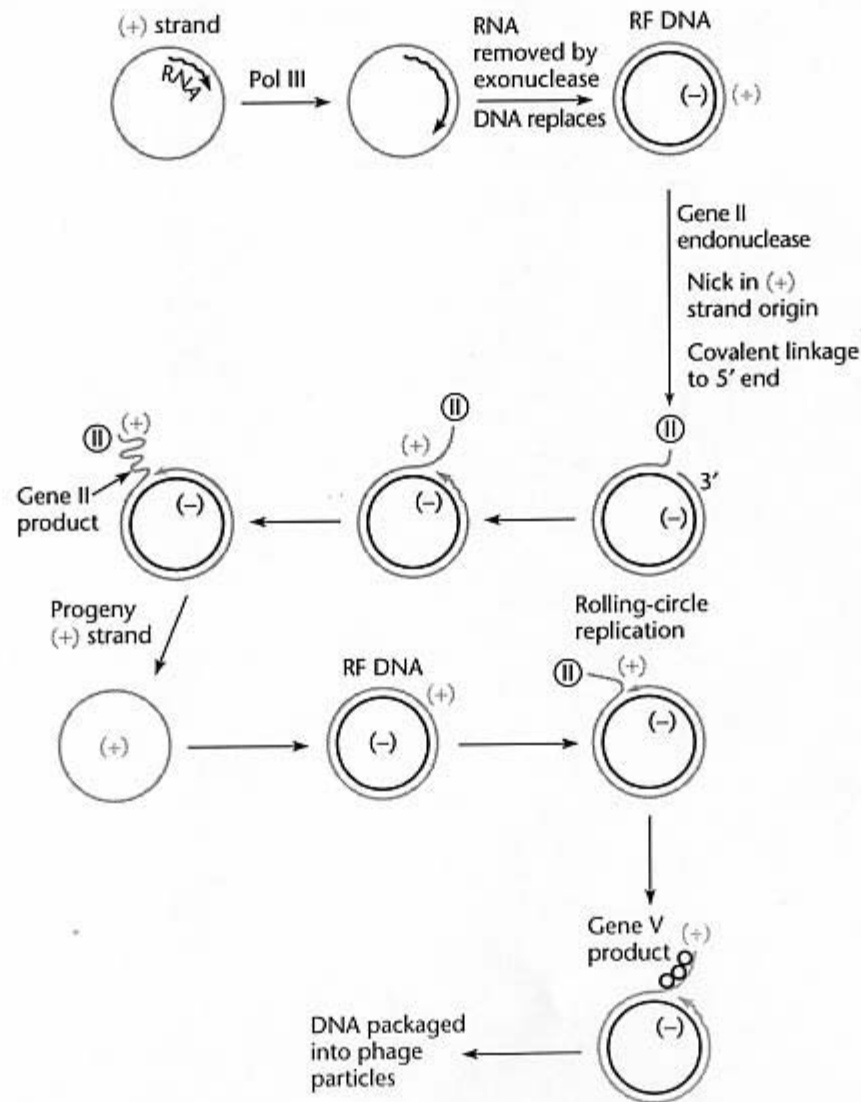 (+) strand
RNA
Pol III
RNA
removed by
exonuclease
DNA replaces
RF DNA
(−)
(+)
Gene II
endonuclease
Nick in (+)
strand origin
Covalent linkage
to 5′ end
II
(+)
Gene II
product
(−)
II
(+)
(−)
II
3′
(−)
Rolling-circle
replication
Progeny
(+) strand
(+)
RF DNA
(+)
(−)
II
(+)
(−)
Gene V
product
(+)
(−)
DNA packaged
into phage
particles